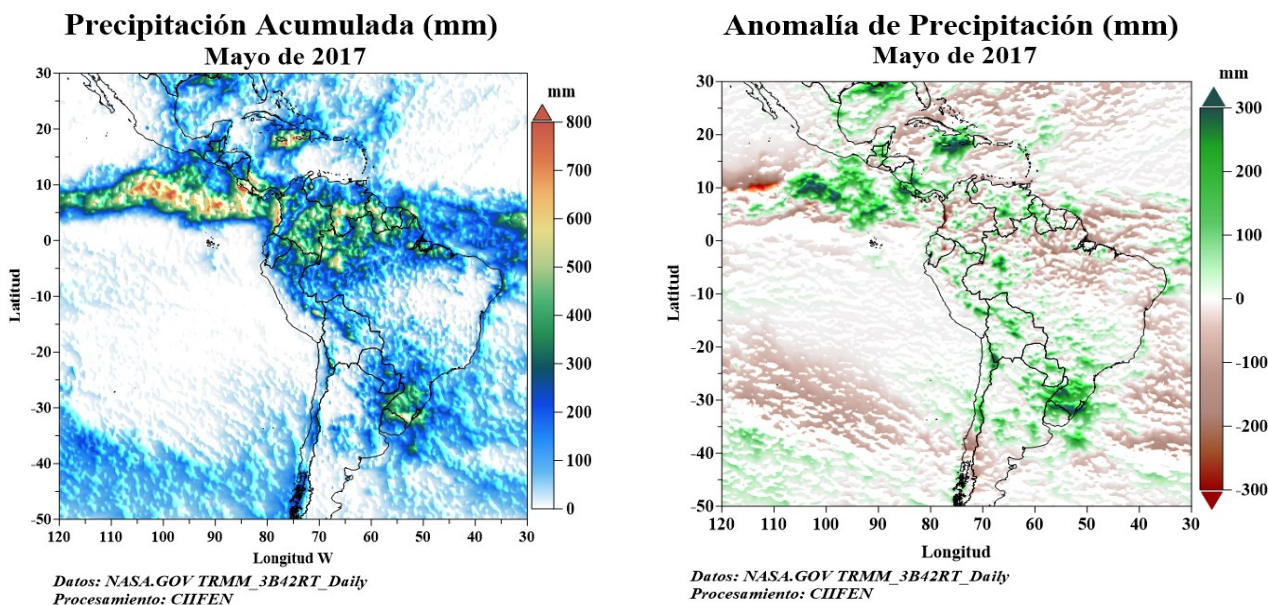 Precipitación Acumulada (mm)
Mayo de 2017
mm
30
20
10
0
-10
-20
-30
-40
-50
Latitud
120 110 100 90 80 70 60 50 40 30
Longitud W
800
700
600
500
400
300
200
100
0
Datos: NASA.GOV TRMM_3B42RT_Daily
Procesamiento: CIIFEN
Anomalía de Precipitación (mm)
Mayo de 2017
mm
30
20
10
0
-10
-20
-30
-40
-50
Latitud
120 110 100 90 80 70 60 50 40 30
Longitud
300
200
100
0
-100
-200
-300
Datos: NASA.GOV TRMM_3B42RT_Daily
Procesamiento: CIIFEN